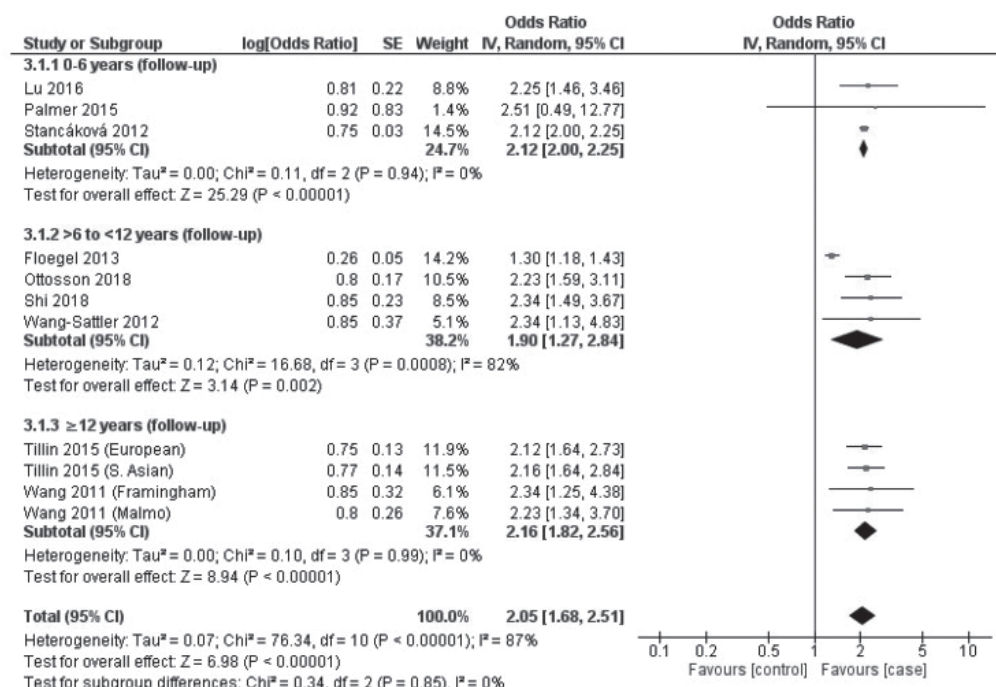 Odds Ratio Odds Ratio
Study or Subgroup log[Odds Ratio] SE Weight IV, Random, 95% CI IV, Random, 95% CI
3.1.1 0-6 years (follow-up)
Lu 2016 0.81 0.22 8.8% 2.25 [1.46, 3.46]
Palmer 2015 0.92 0.83 1.4% 2.51 [0.49, 12.77]
Stancáková 2012 0.75 0.03 14.5% 2.12 [2.00, 2.25]
Subtotal (95% CI) 24.7% 2.12 [2.00, 2.25]
Heterogeneity: Tau² = 0.00; Chi² = 0.11, df = 2 (P = 0.94); I² = 0%
Test for overall effect: Z = 25.29 (P < 0.00001)
3.1.2 >6 to <12 years (follow-up)
Floegel 2013 0.26 0.05 14.2% 1.30 [1.18, 1.43]
Ottosson 2018 0.8 0.17 10.5% 2.23 [1.59, 3.11]
Shi 2018 0.85 0.23 8.5% 2.34 [1.49, 3.67]
Wang-Sattler 2012 0.85 0.37 5.1% 2.34 [1.13, 4.83]
Subtotal (95% CI) 38.2% 1.90 [1.27, 2.84]
Heterogeneity: Tau² = 0.12; Chi² = 16.68, df = 3 (P = 0.0008); I² = 82%
Test for overall effect: Z = 3.14 (P = 0.002)
3.1.3 ≥12 years (follow-up)
Tillin 2015 (European) 0.75 0.13 11.9% 2.12 [1.64, 2.73]
Tillin 2015 (S. Asian) 0.77 0.14 11.5% 2.16 [1.64, 2.84]
Wang 2011 (Framingham) 0.85 0.32 6.1% 2.34 [1.25, 4.38]
Wang 2011 (Malmo) 0.8 0.26 7.6% 2.23 [1.34, 3.70]
Subtotal (95% CI) 37.1% 2.16 [1.82, 2.56]
Heterogeneity: Tau² = 0.00; Chi² = 0.10, df = 3 (P = 0.99); I² = 0%
Test for overall effect: Z = 8.94 (P < 0.00001)
Total (95% CI) 100.0% 2.05 [1.68, 2.51]
Heterogeneity: Tau² = 0.07; Chi² = 76.34, df = 10 (P < 0.00001); I² = 87%
Test for overall effect: Z = 6.98 (P < 0.00001)
Test for subgroup differences: Chi² = 0.34, df = 2 (P = 0.85), I² = 0%
0.1 0.2 0.5 1 2 5 10
Favours [control] Favours [case]